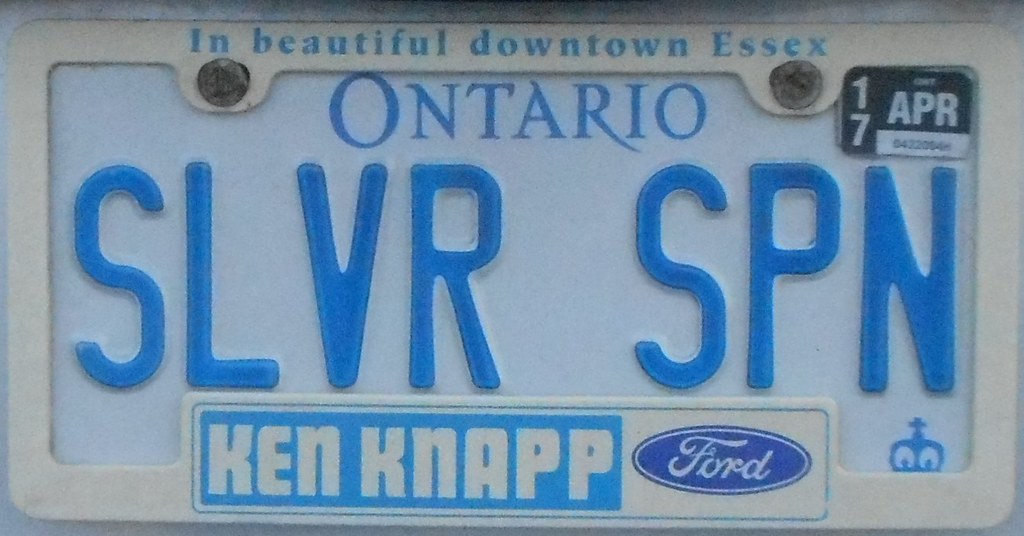 In beautiful downtown Essex
ONTARIO
17 APR
SLVR SPN
KEN KNAPP Ford